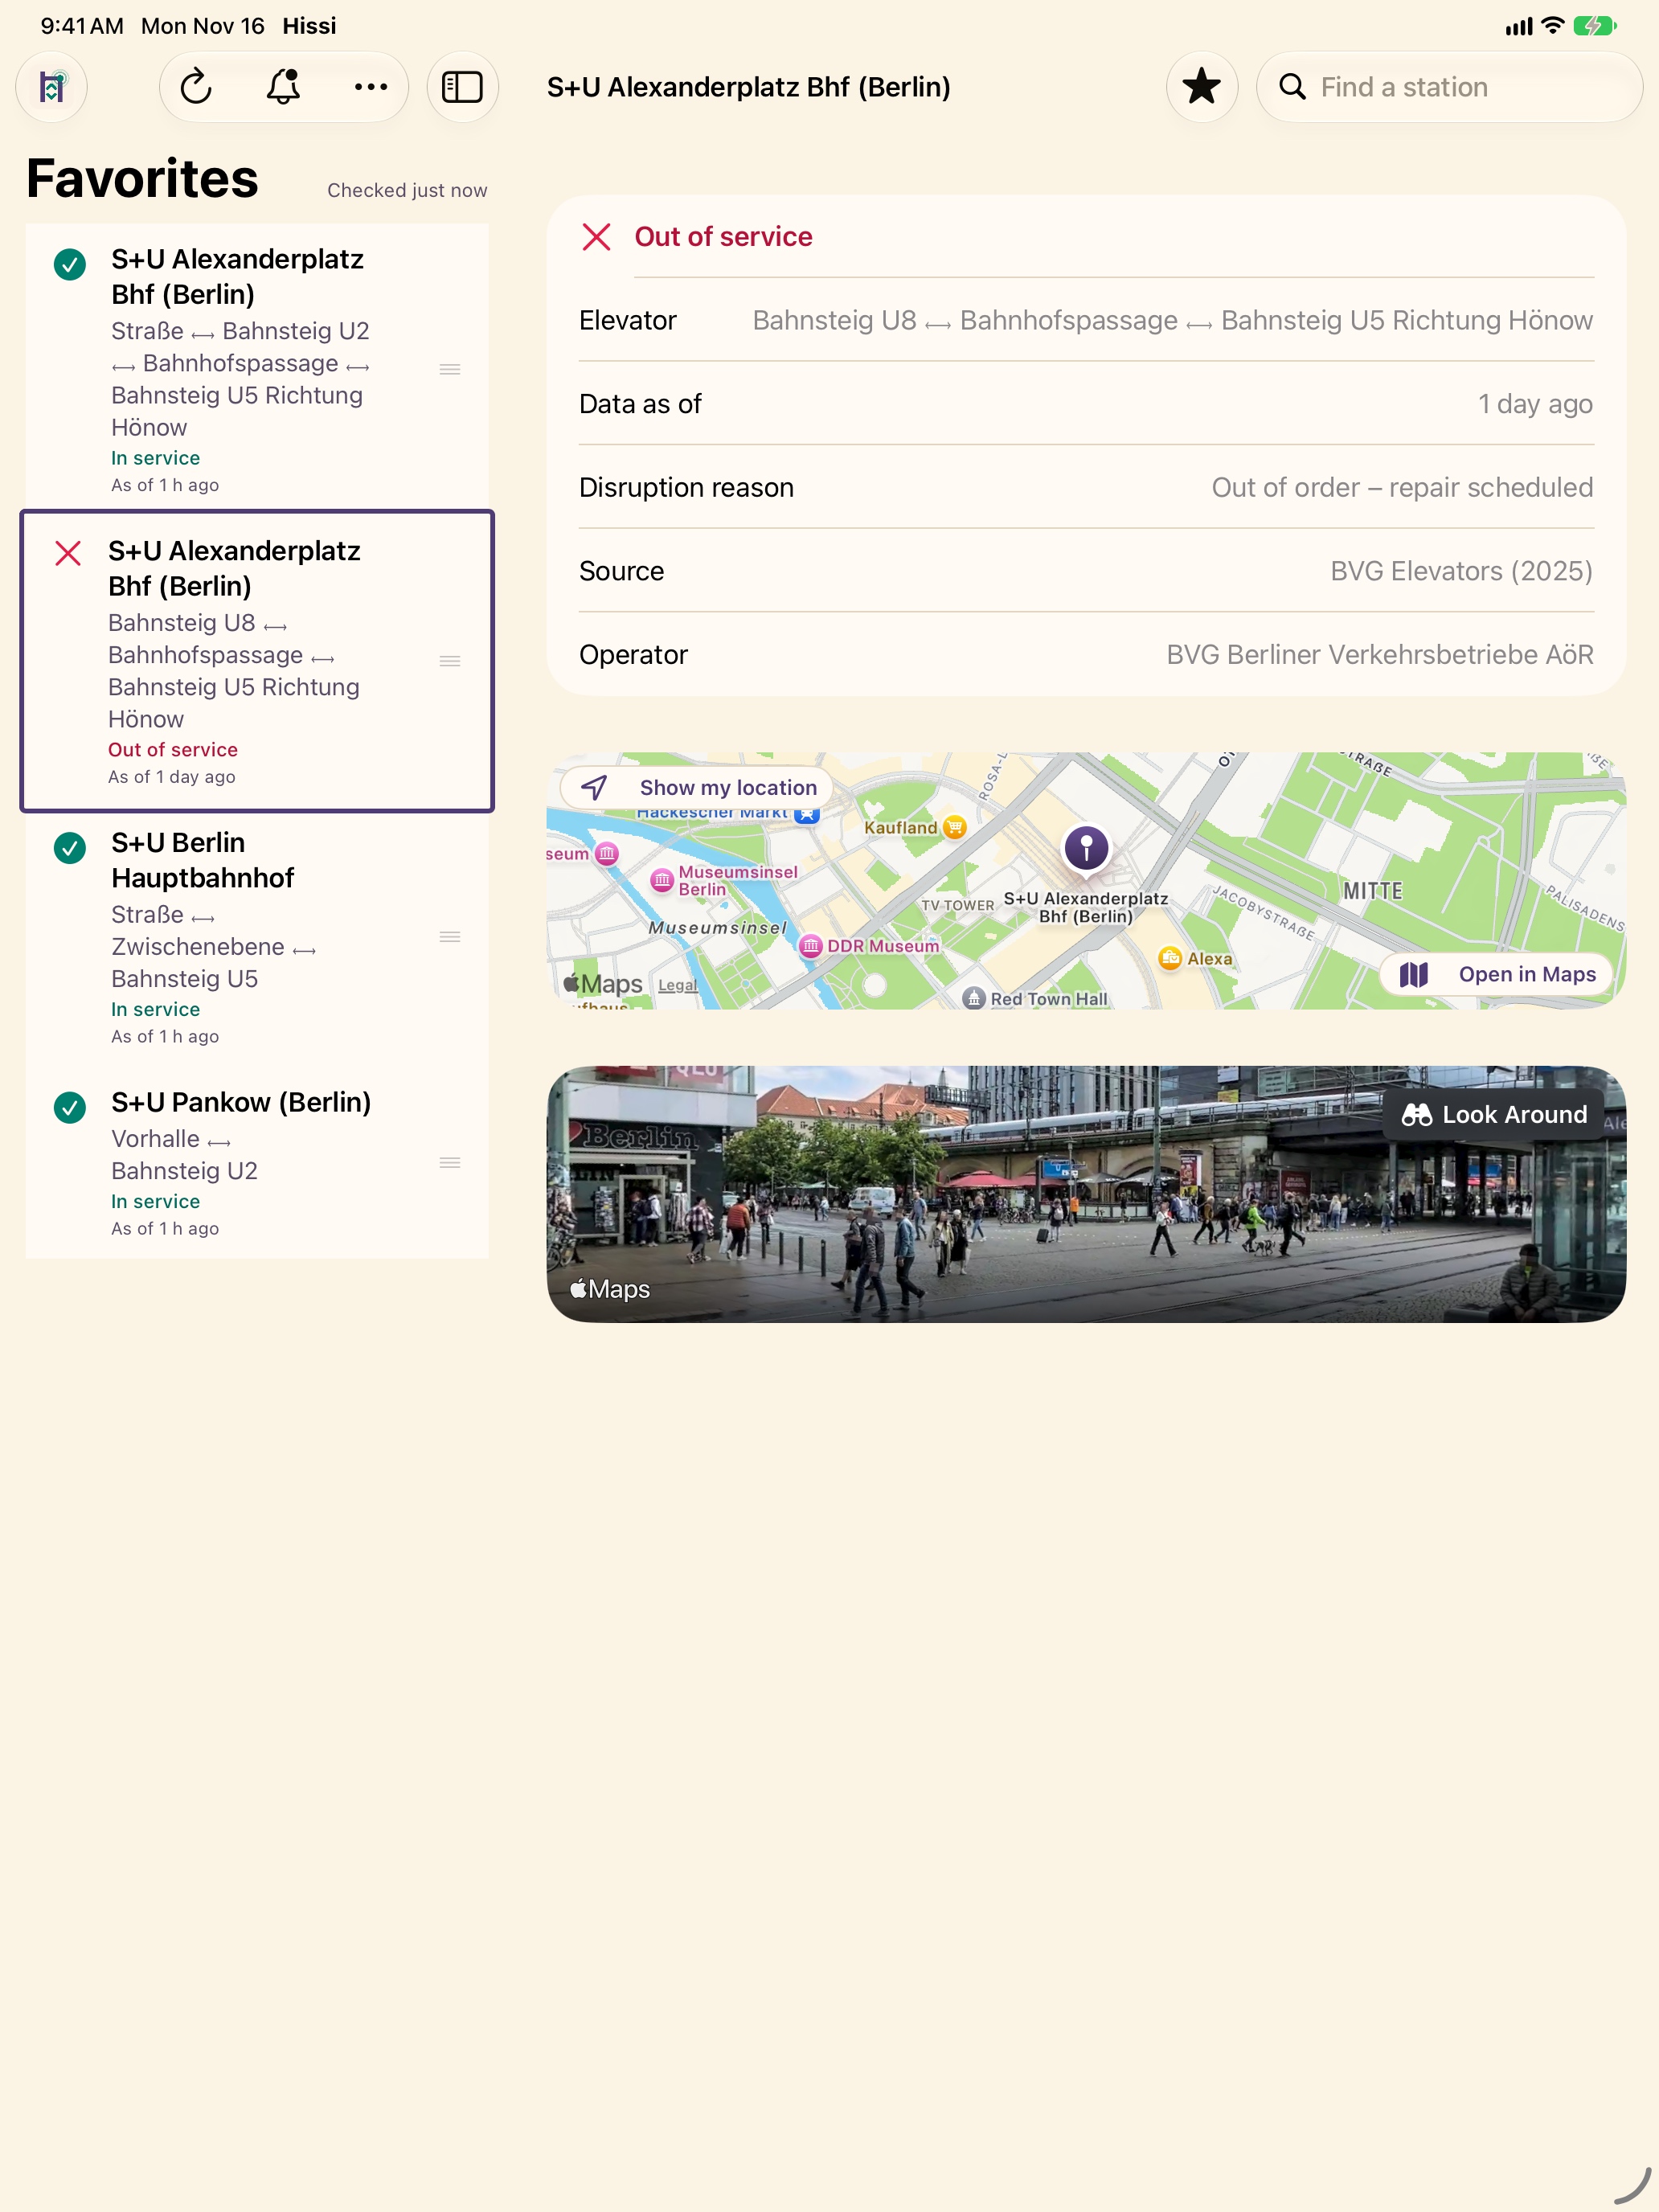 9:41 AM Mon Nov 16 Hissi
S+U Alexanderplatz Bhf (Berlin)
Find a station
Favorites
Checked just now
S+U Alexanderplatz
Bhf (Berlin)
Straße ⟷ Bahnsteig U2
⟷ Bahnhofspassage ⟷
Bahnsteig U5 Richtung
Hönow
In service
As of 1 h ago
S+U Alexanderplatz
Bhf (Berlin)
Bahnsteig U8 ⟷
Bahnhofspassage ⟷
Bahnsteig U5 Richtung
Hönow
Out of service
As of 1 day ago
S+U Berlin
Hauptbahnhof
Straße ⟷
Zwischenebene ⟷
Bahnsteig U5
In service
As of 1 h ago
S+U Pankow (Berlin)
Vorhalle ⟷
Bahnsteig U2
In service
As of 1 h ago
Out of service
Elevator Bahnsteig U8 ⟷ Bahnhofspassage ⟷ Bahnsteig U5 Richtung Hönow
Data as of 1 day ago
Disruption reason Out of order – repair scheduled
Source BVG Elevators (2025)
Operator BVG Berliner Verkehrsbetriebe AöR
Show my location
Hackescher Markt
ROSA-L
Kaufland
seum
Museumsinsel
Berlin
TV TOWER
S+U Alexanderplatz
Bhf (Berlin)
MITTE
JACOBYSTRAßE
PALISADENS
Museumsinsel
DDR Museum
Alexa
Maps Legal
Red Town Hall
Open in Maps
Look Around
Berlin
Maps